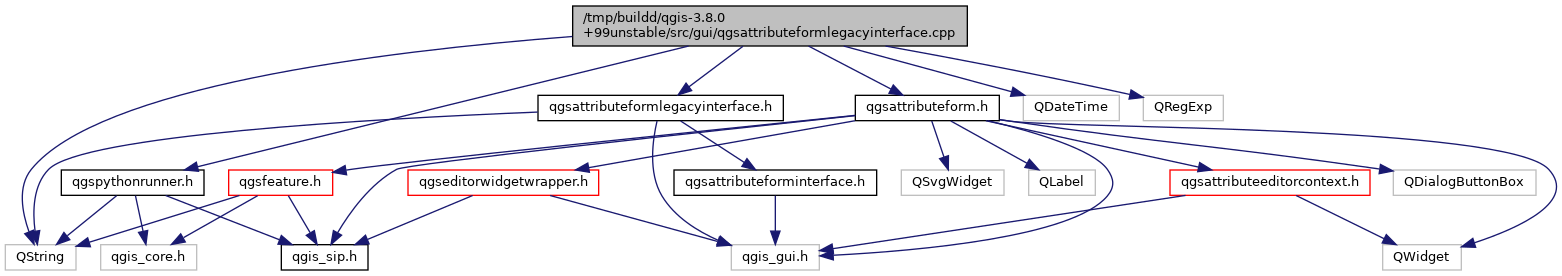 /tmp/buildd/qgis-3.8.0
+99unstable/src/gui/qgsattributeformlegacyinterface.cpp
qgsattributeformlegacyinterface.h
qgsattributeform.h
QDateTime
QRegExp
qgspythonrunner.h
qgsfeature.h
qgseditorwidgetwrapper.h
qgsattributeforminterface.h
QSvgWidget
QLabel
qgsattributeeditorcontext.h
QDialogButtonBox
QString
qgis_core.h
qgis_sip.h
qgis_gui.h
QWidget